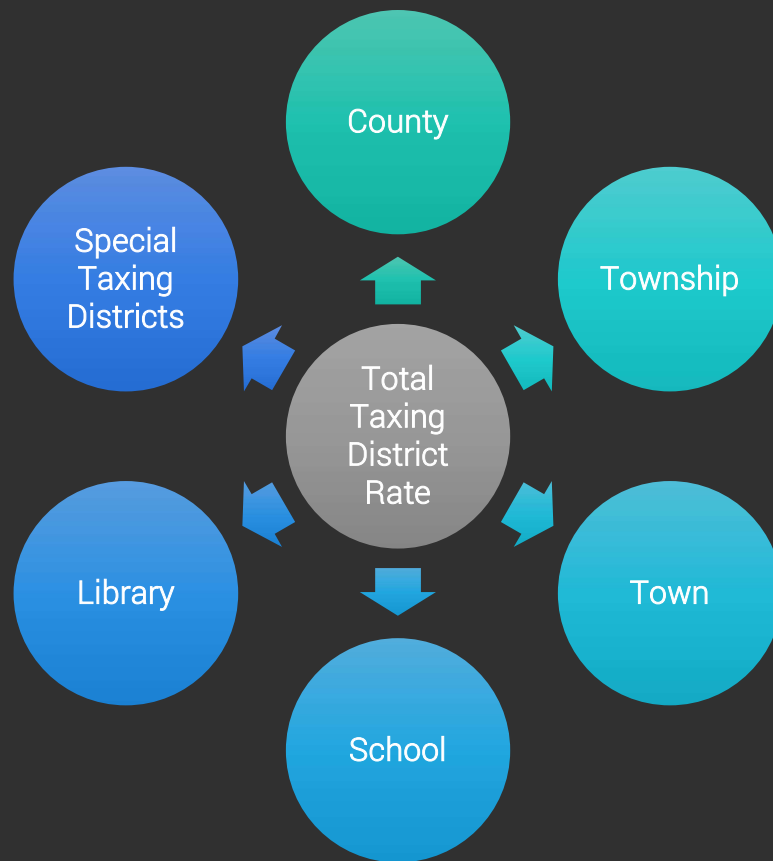 County
Special
Taxing
Districts
Township
Total
Taxing
District
Rate
Library
Town
School